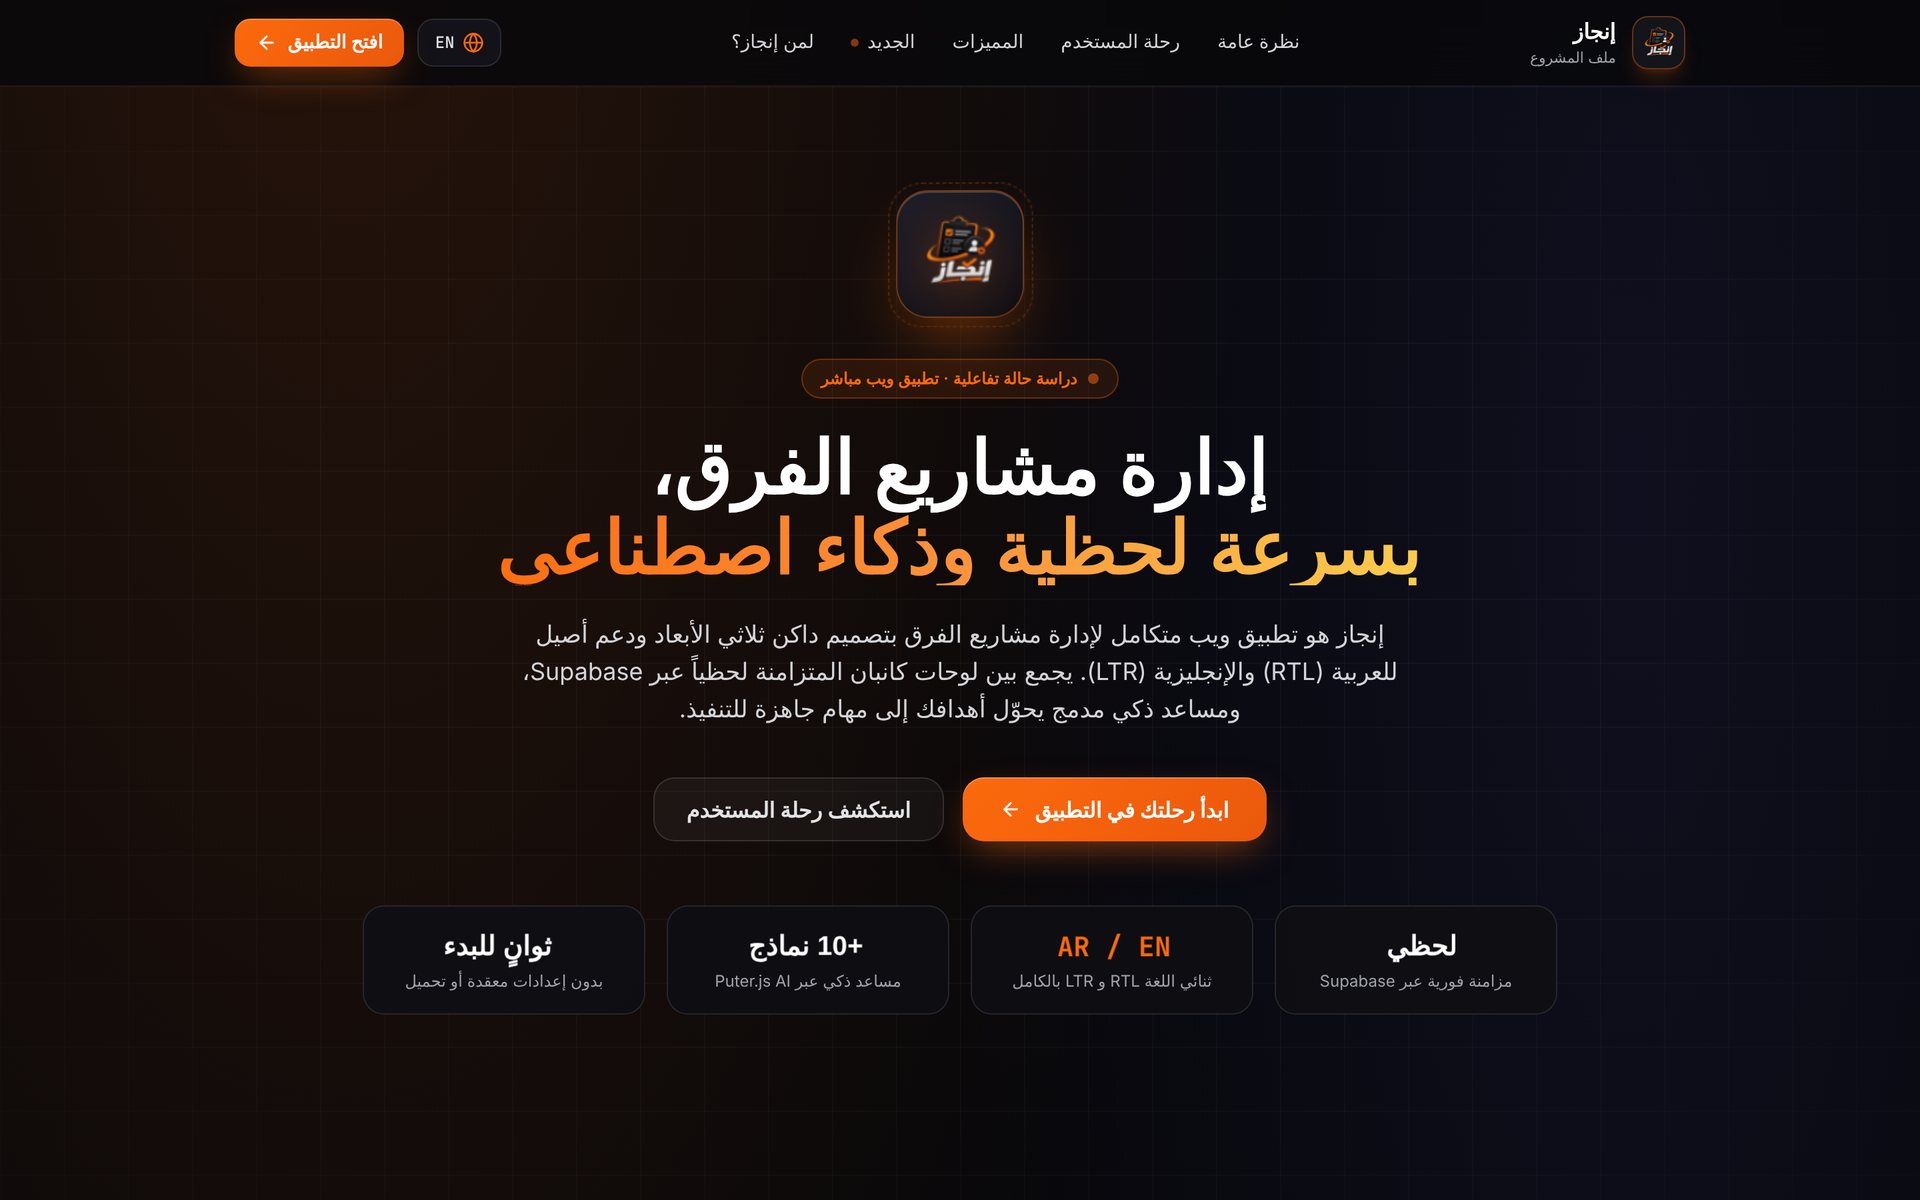 إنجاز
ملف المشروع
نظرة عامة
رحلة المستخدم
المميزات
الجديد
لمن إنجاز؟
EN
افتح التطبيق
إنجاز
دراسة حالة تفاعلية · تطبيق ويب مباشر
إدارة مشاريع الفرق،
بسرعة لحظية وذكاء اصطناعي
إنجاز هو تطبيق ويب متكامل لإدارة مشاريع الفرق بتصميم داكن ثلاثي الأبعاد ودعم أصيل
للعربية (RTL) والإنجليزية (LTR). يجمع بين لوحات كانبان المتزامنة لحظياً عبر Supabase،
ومساعد ذكي مدمج يحوّل أهدافك إلى مهام جاهزة للتنفيذ.
ابدأ رحلتك في التطبيق
استكشف رحلة المستخدم
لحظي
مزامنة فورية عبر Supabase
AR / EN
ثنائي اللغة RTL و LTR بالكامل
+10 نماذج
مساعد ذكي عبر Puter.js AI
ثوانٍ للبدء
بدون إعدادات معقدة أو تحميل